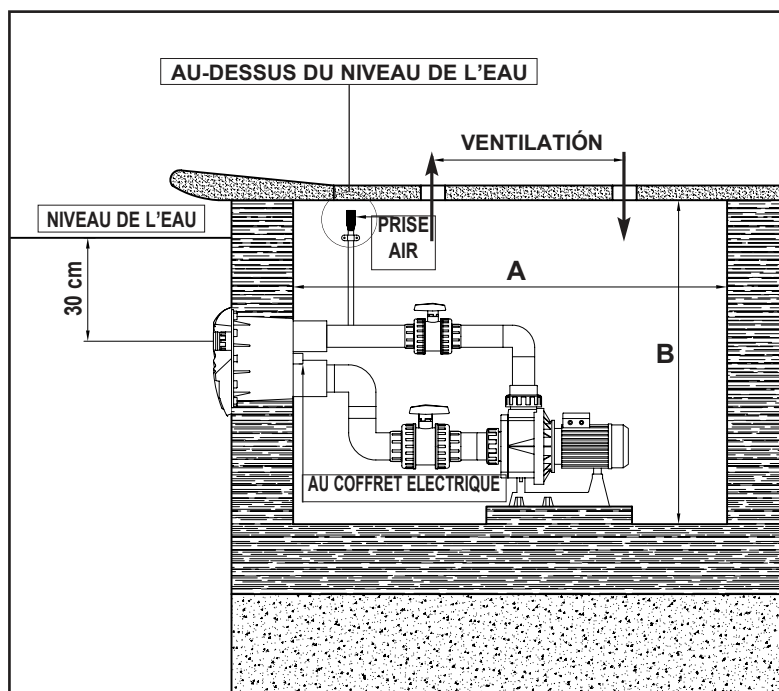 AU-DESSUS DU NIVEAU DE L'EAU
VENTILATIÓN
NIVEAU DE L'EAU
PRISE
AIR
30 cm
A
B
AU COFFRET ELECTRIQUE